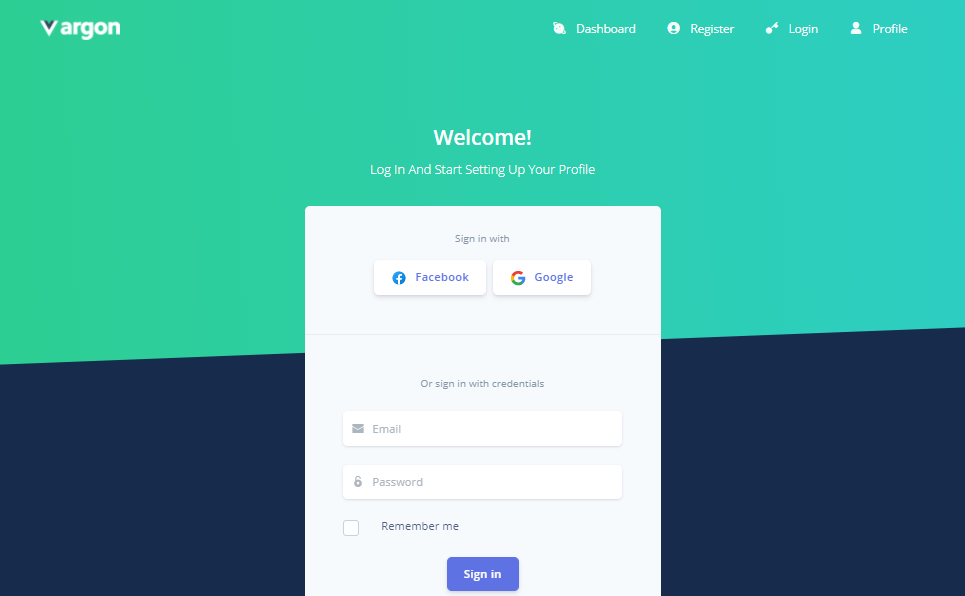 argon
Dashboard
Register
Login
Profile
Welcome!
Log In And Start Setting Up Your Profile
Sign in with
Facebook
Google
Or sign in with credentials
Email
Password
Remember me
Sign in